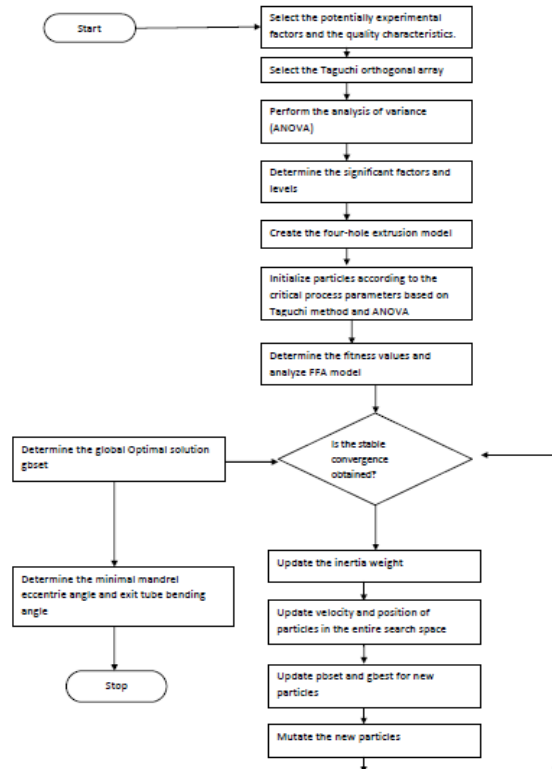 Start
Select the potentially experimental
factors and the quality characteristics.
Select the Taguchi orthogonal array
Perform the analysis of variance
(ANOVA)
Determine the significant factors and
levels
Create the four-hole extrusion model
Initialize particles according to the
critical process parameters based on
Taguchi method and ANOVA
Determine the fitness values and
analyze FFA model
Is the stable
convergence
obtained?
Determine the global Optimal solution
gbset
Determine the minimal mandrel
eccentrie angle and exit tube bending
angle
Stop
Update the inertia weight
Update velocity and position of
particles in the entire search space
Update pbset and gbest for new
particles
Mutate the new particles